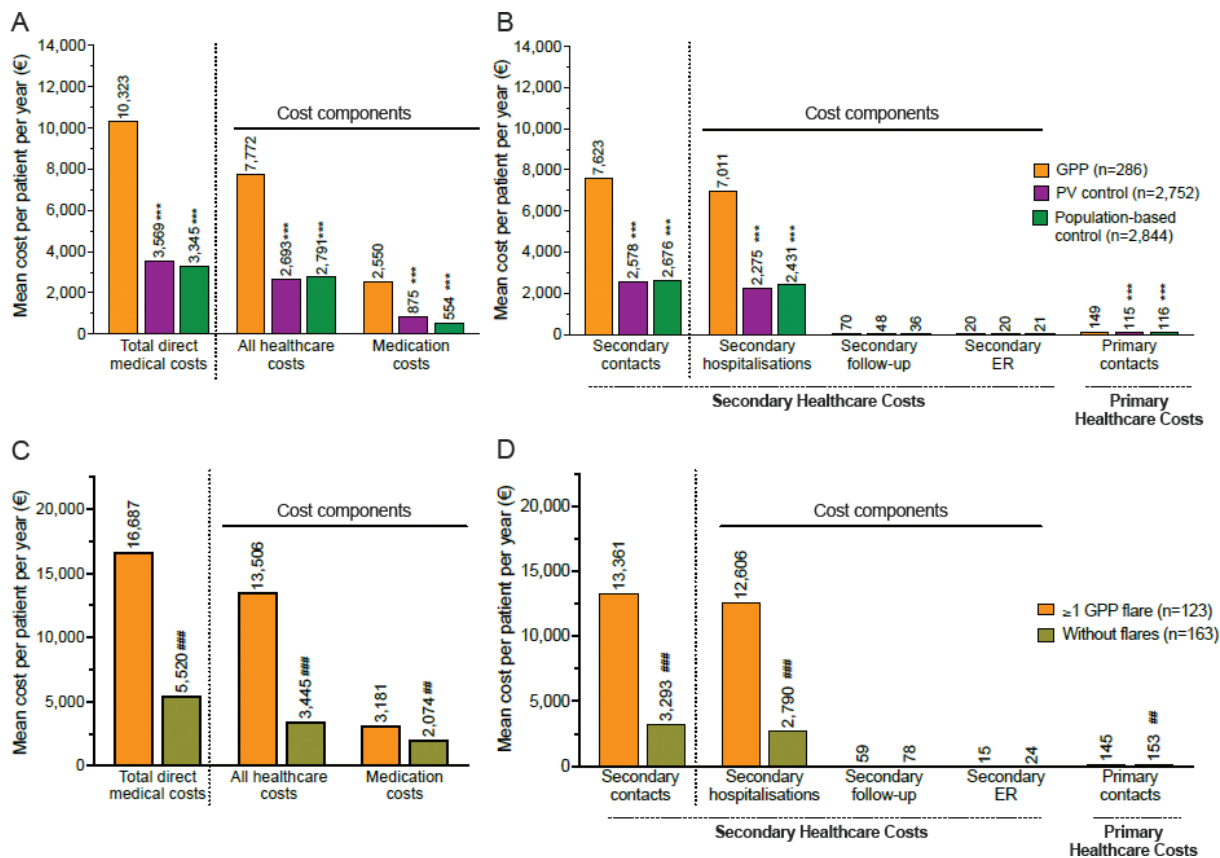 A
Mean cost per patient per year (€)
14,000
12,000
10,000
8,000
6,000
4,000
2,000
0
Cost components
10,323
3,569 ***
3,345 ***
7,772
2,693 ***
2,791 ***
2,550
875 ***
554 ***
Total direct
medical costs
All healthcare
costs
Medication
costs
B
Mean cost per patient per year (€)
14,000
12,000
10,000
8,000
6,000
4,000
2,000
0
Cost components
7,623
2,578 ***
2,676 ***
7,011
2,275 ***
2,431 ***
70
48
36
20
20
21
149
115 ***
116 ***
GPP (n=286)
PV control (n=2,752)
Population-based
control (n=2,844)
Secondary
contacts
Secondary
hospitalisations
Secondary
follow-up
Secondary
ER
Primary
contacts
Secondary Healthcare Costs
Primary
Healthcare Costs
C
Mean cost per patient per year (€)
20,000
15,000
10,000
5,000
0
Cost components
16,687
5,520 ###
13,506
3,445 ###
3,181
2,074 ##
Total direct
medical costs
All healthcare
costs
Medication
costs
D
Mean cost per patient per year (€)
20,000
15,000
10,000
5,000
0
Cost components
13,361
3,293 ###
12,606
2,790 ###
59
78
15
24
145
153 ##
≥1 GPP flare (n=123)
Without flares (n=163)
Secondary
contacts
Secondary
hospitalisations
Secondary
follow-up
Secondary
ER
Primary
contacts
Secondary Healthcare Costs
Primary
Healthcare Costs